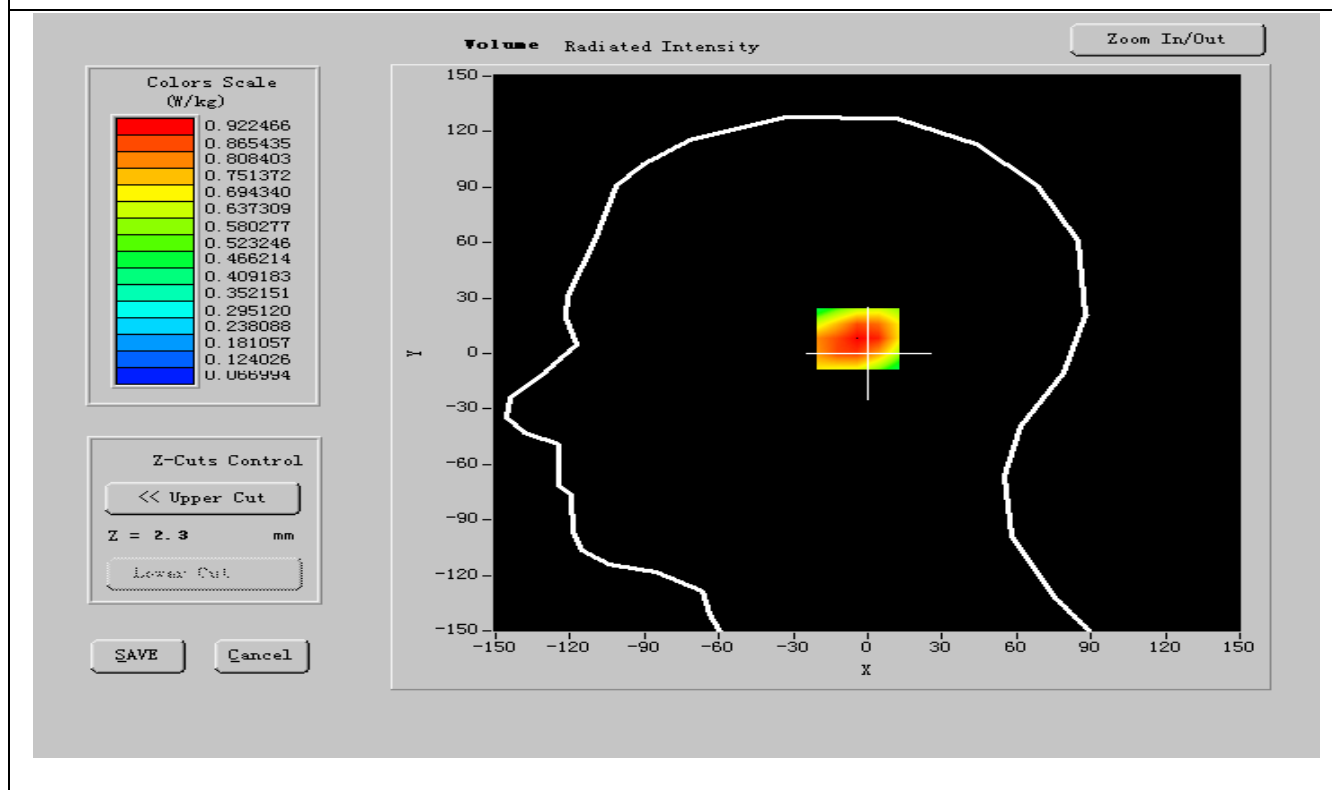 Volume Radiated Intensity
Zoom In/Out
Colors Scale
(W/kg)
0.922466
0.865435
0.808403
0.751372
0.694340
0.637309
0.580277
0.523246
0.466214
0.409183
0.352151
0.295120
0.238088
0.181057
0.124026
0.066994
150
120
90
60
30
0
-30
-60
-90
-120
-150
Y
-150 -120 -90 -60 -30 0 30 60 90 120 150
X
Z-Cuts Control
<< Upper Cut
Z = 2.3 mm
Lower Cut
SAVE Cancel